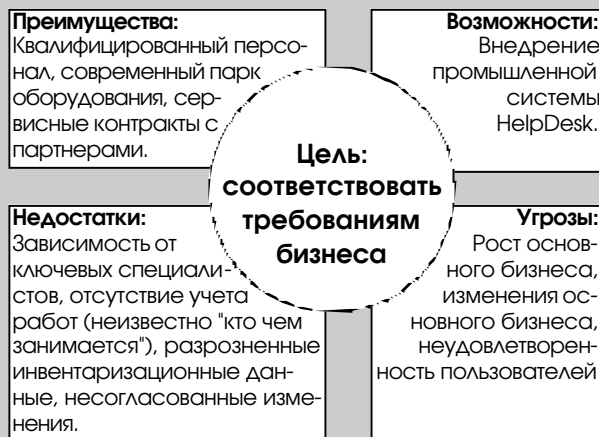 Преимущества:
Квалифицированный персо-
нал, современный парк
оборудования, сер-
висные контракты с
партнерами.
Возможности:
Внедрение
промышленной
системы
HelpDesk.
Цель:
соответствовать
требованиям
бизнеса
Недостатки:
Зависимость от
ключевых специали-
стов, отсутствие учета
работ (неизвестно "кто чем
занимается"), разрозненные
инвентаризационные дан-
ные, несогласованные изме-
нения.
Угрозы:
Рост основ-
ного бизнеса,
изменения ос-
новного бизнеса,
неудовлетворен-
ность пользователей